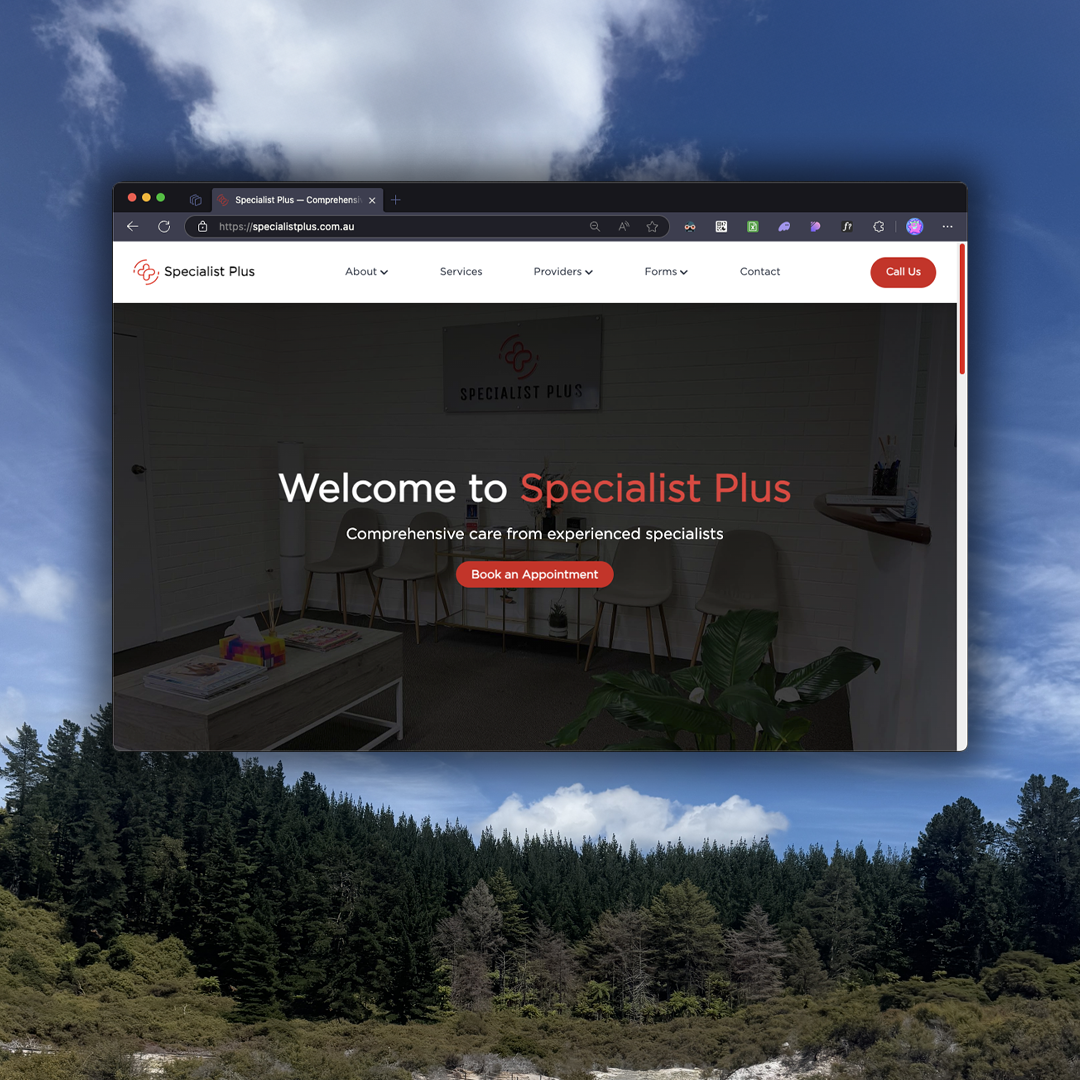 Specialist Plus — Comprehensi
https://specialistplus.com.au
Specialist Plus
About
Services
Providers
Forms
Contact
Call Us
SPECIALIST PLUS
Welcome to Specialist Plus
Comprehensive care from experienced specialists
Book an Appointment